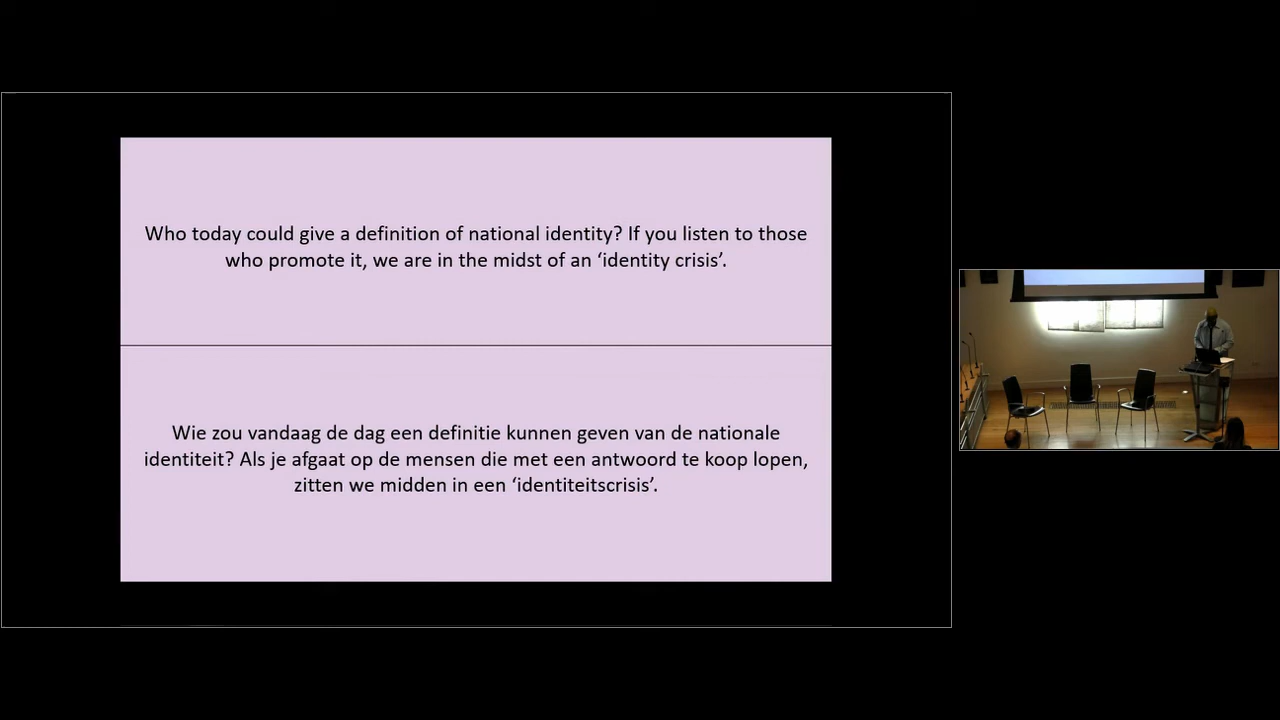 Who today could give a definition of national identity? If you listen to those
who promote it, we are in the midst of an ‘identity crisis’.
Wie zou vandaag de dag een definitie kunnen geven van de nationale
identiteit? Als je afgaat op de mensen die met een antwoord te koop lopen,
zitten we midden in een ‘identiteitscrisis’.